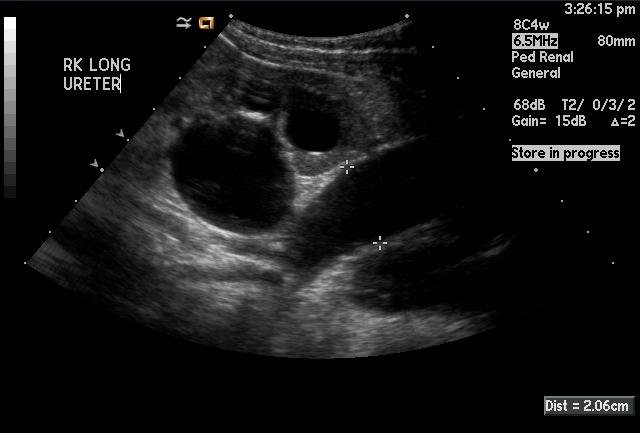 3:26:15 pm
8C4w
6.5MHz 80mm
Ped Renal
General
68dB T2/ 0/3/2
Gain= 15dB Δ=2
Store in progress
RK LONG
URETER
Dist = 2.06cm